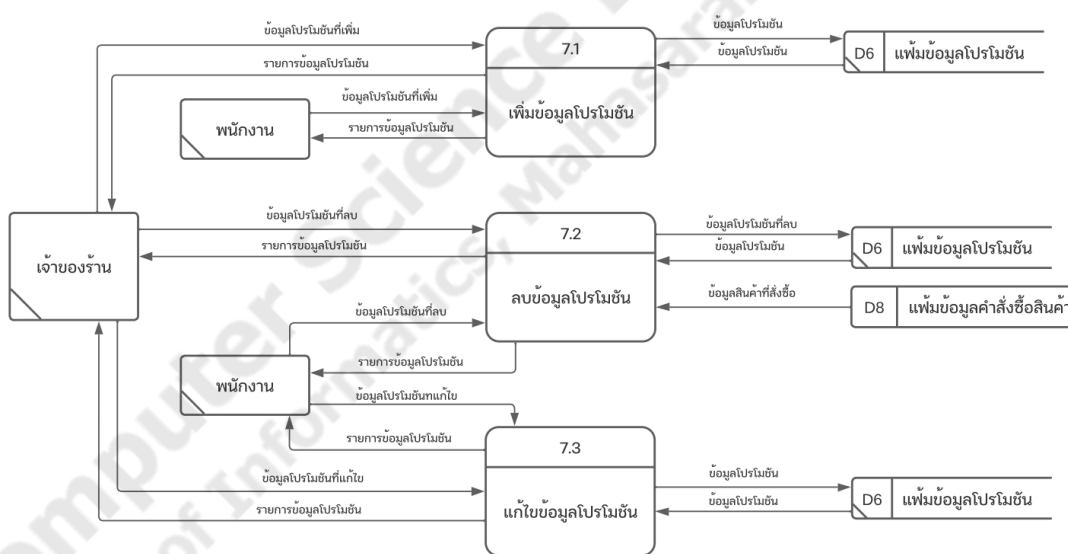 ข้อมูลโปรโมชันที่เพิ่ม
รายการข้อมูลโปรโมชัน
ข้อมูลโปรโมชันที่เพิ่ม
รายการข้อมูลโปรโมชัน
พนักงาน
7.1
เพิ่มข้อมูลโปรโมชัน
ข้อมูลโปรโมชัน
ข้อมูลโปรโมชัน
D6 แฟ้มข้อมูลโปรโมชัน
เจ้าของร้าน
ข้อมูลโปรโมชันที่ลบ
รายการข้อมูลโปรโมชัน
7.2
ลบข้อมูลโปรโมชัน
ข้อมูลโปรโมชันที่ลบ
ข้อมูลโปรโมชัน
D6 แฟ้มข้อมูลโปรโมชัน
ข้อมูลสินค้าที่สั่งซื้อ
D8 แฟ้มข้อมูลคำสั่งซื้อสินค้า
ข้อมูลโปรโมชันที่ลบ
รายการข้อมูลโปรโมชัน
พนักงาน
ข้อมูลโปรโมชันทแก้ไข
รายการข้อมูลโปรโมชัน
ข้อมูลโปรโมชันที่แก้ไข
รายการข้อมูลโปรโมชัน
7.3
แก้ไขข้อมูลโปรโมชัน
ข้อมูลโปรโมชัน
ข้อมูลโปรโมชัน
D6 แฟ้มข้อมูลโปรโมชัน
omputer Science
of Informatics, Mahasara